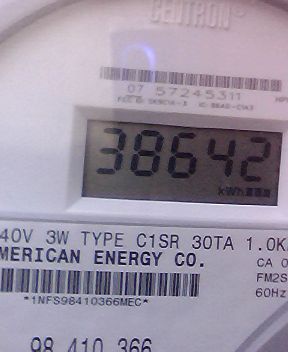 CENTRON®
07 57245311
38642
kWh
40V 3W TYPE C1SR 30TA 1.0K
MERICAN ENERGY CO.
CA 0
FM2S
60Hz
*1NFS98410366MEC*
98 410 366